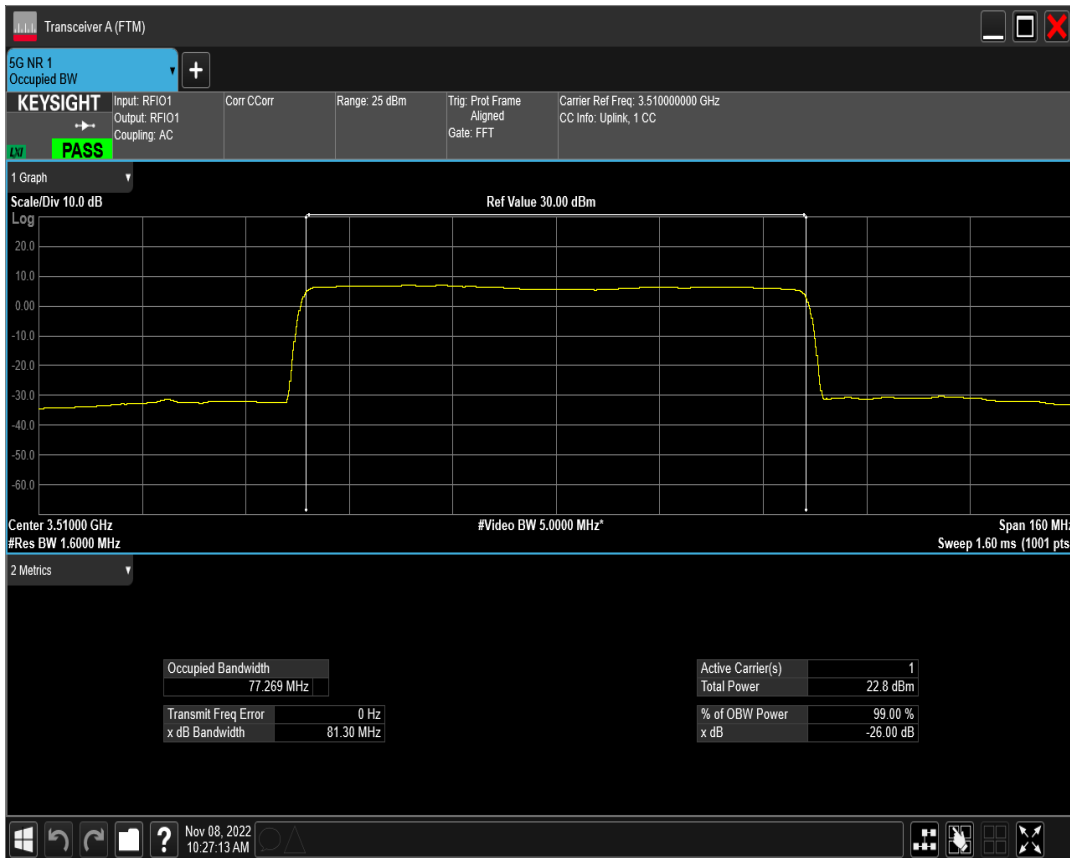 Transceiver A (FTM)
5G NR 1
Occupied BW
+
KEYSIGHT
LXI
PASS
Input: RFIO1
Output: RFIO1
Coupling: AC
Corr CCorr
Range: 25 dBm
Trig: Prot Frame
Aligned
Gate: FFT
Carrier Ref Freq: 3.510000000 GHz
CC Info: Uplink, 1 CC
1 Graph
Scale/Div 10.0 dB
Ref Value 30.00 dBm
Log
20.0
10.0
0.00
-10.0
-20.0
-30.0
-40.0
-50.0
-60.0
Center 3.51000 GHz
#Video BW 5.0000 MHz*
Span 160 MHz
#Res BW 1.6000 MHz
Sweep 1.60 ms (1001 pts
2 Metrics
Occupied Bandwidth
77.269 MHz
Transmit Freq Error 0 Hz
x dB Bandwidth 81.30 MHz
Active Carrier(s) 1
Total Power 22.8 dBm
% of OBW Power 99.00 %
x dB -26.00 dB
?
Nov 08, 2022
10:27:13 AM